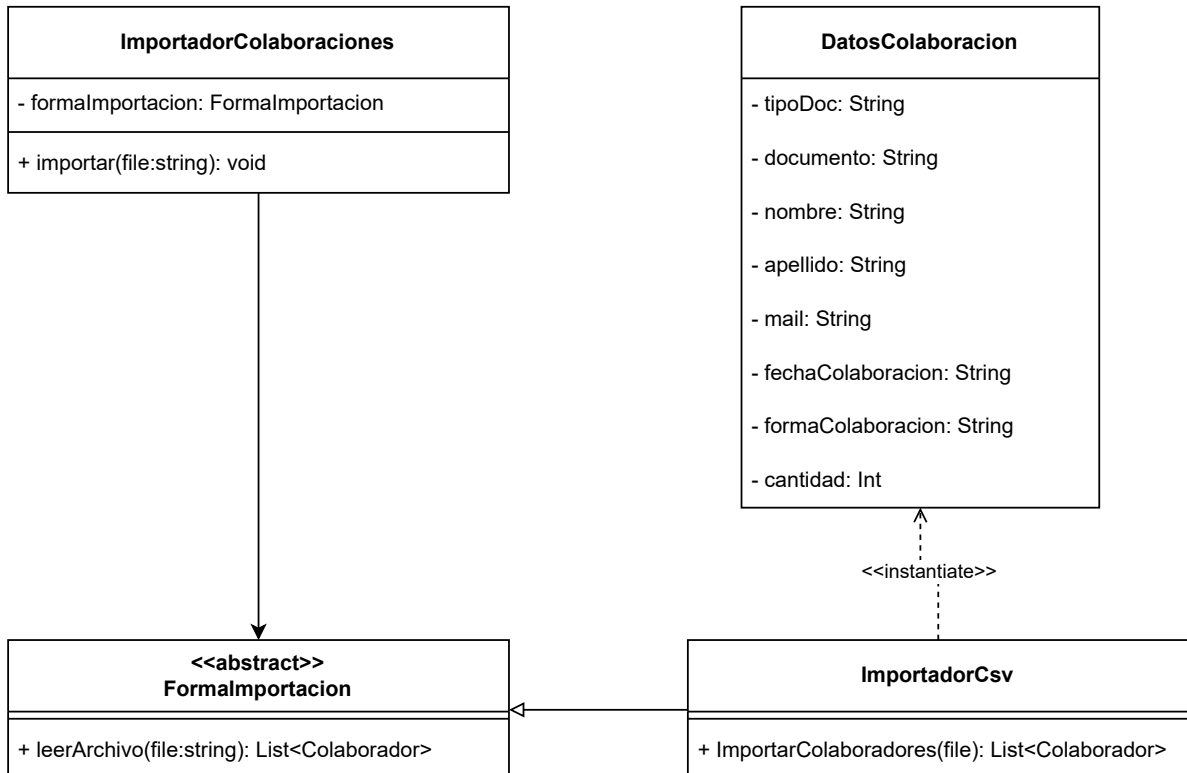 ImportadorColaboraciones
- formaImportacion: FormaImportacion
+ importar(file:string): void
DatosColaboracion
- tipoDoc: String
- documento: String
- nombre: String
- apellido: String
- mail: String
- fechaColaboracion: String
- formaColaboracion: String
- cantidad: Int
<<instantiate>>
<<abstract>>
FormaImportacion
+ leerArchivo(file:string): List<Colaborador>
ImportadorCsv
+ ImportarColaboradores(file): List<Colaborador>